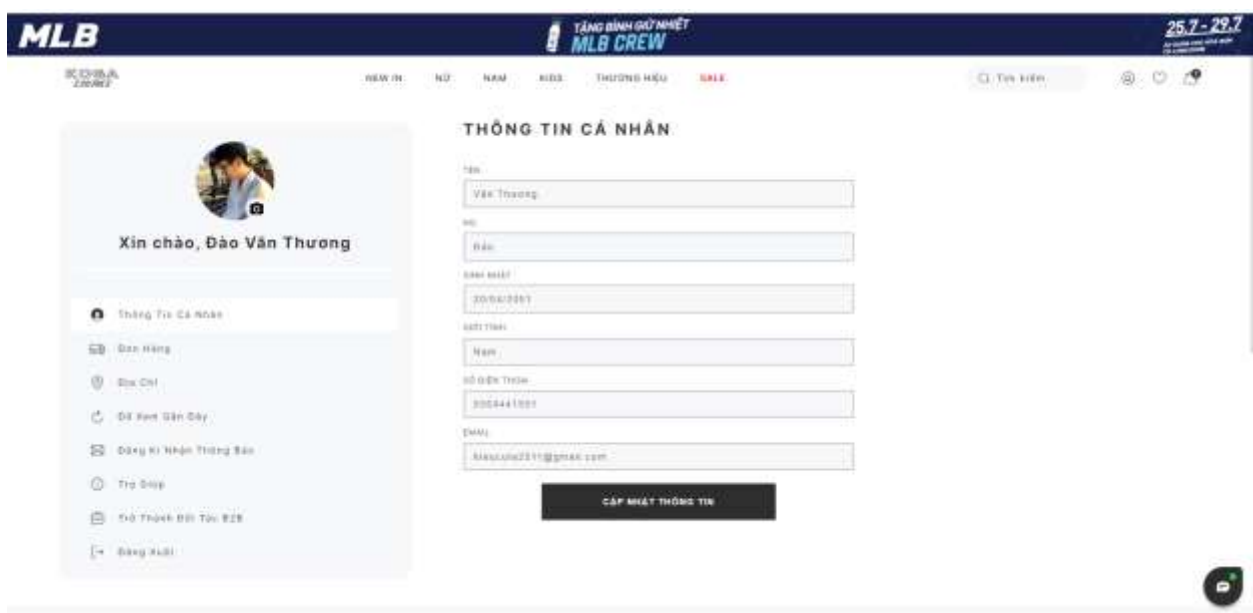 MLB
TẶNG BÌNH GIỮ NHIỆT
MLB CREW
25.7 - 29.7
NEW IN NỮ NAM KIDS THƯƠNG HIỆU SALE
Tìm kiếm
THÔNG TIN CÁ NHÂN
TÊN
Văn Thương
HỌ
Đào
SINH NHẬT
GIỚI TÍNH
Nam
SỐ ĐIỆN THOẠI
EMAIL
CẬP NHẬT THÔNG TIN
Xin chào, Đào Văn Thương
Thông Tin Cá Nhân
Đơn Hàng
Địa Chỉ
Đã Xem Gần Đây
Đăng Kí Nhận Thông Báo
Trợ Giúp
Trở Thành Đối Tác B2B
Đăng Xuất